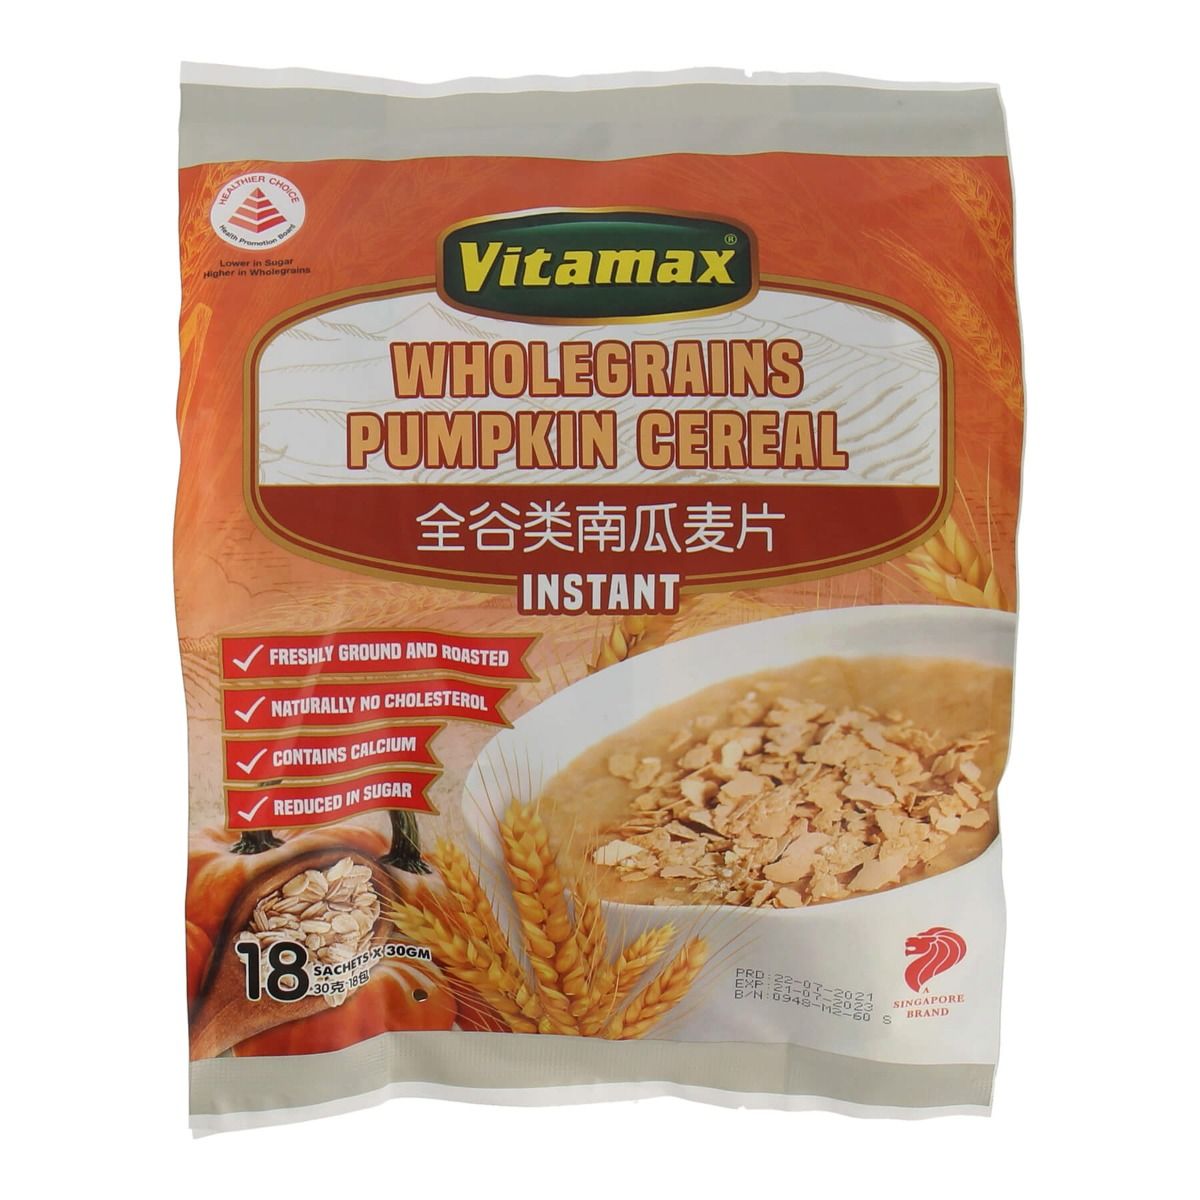 HEALTHIER CHOICE
Health Promotion Board
Lower in Sugar
Higher in Wholegrains
Vitamax®
WHOLEGRAINS
PUMPKIN CEREAL
全谷类南瓜麦片
INSTANT
FRESHLY GROUND AND ROASTED
NATURALLY NO CHOLESTEROL
CONTAINS CALCIUM
REDUCED IN SUGAR
18 SACHETS X 30GM
30克·18包
PRD:22-07-2021
EXP:21-07-2023
B/N:0948-M2-60 S
A
SINGAPORE
BRAND